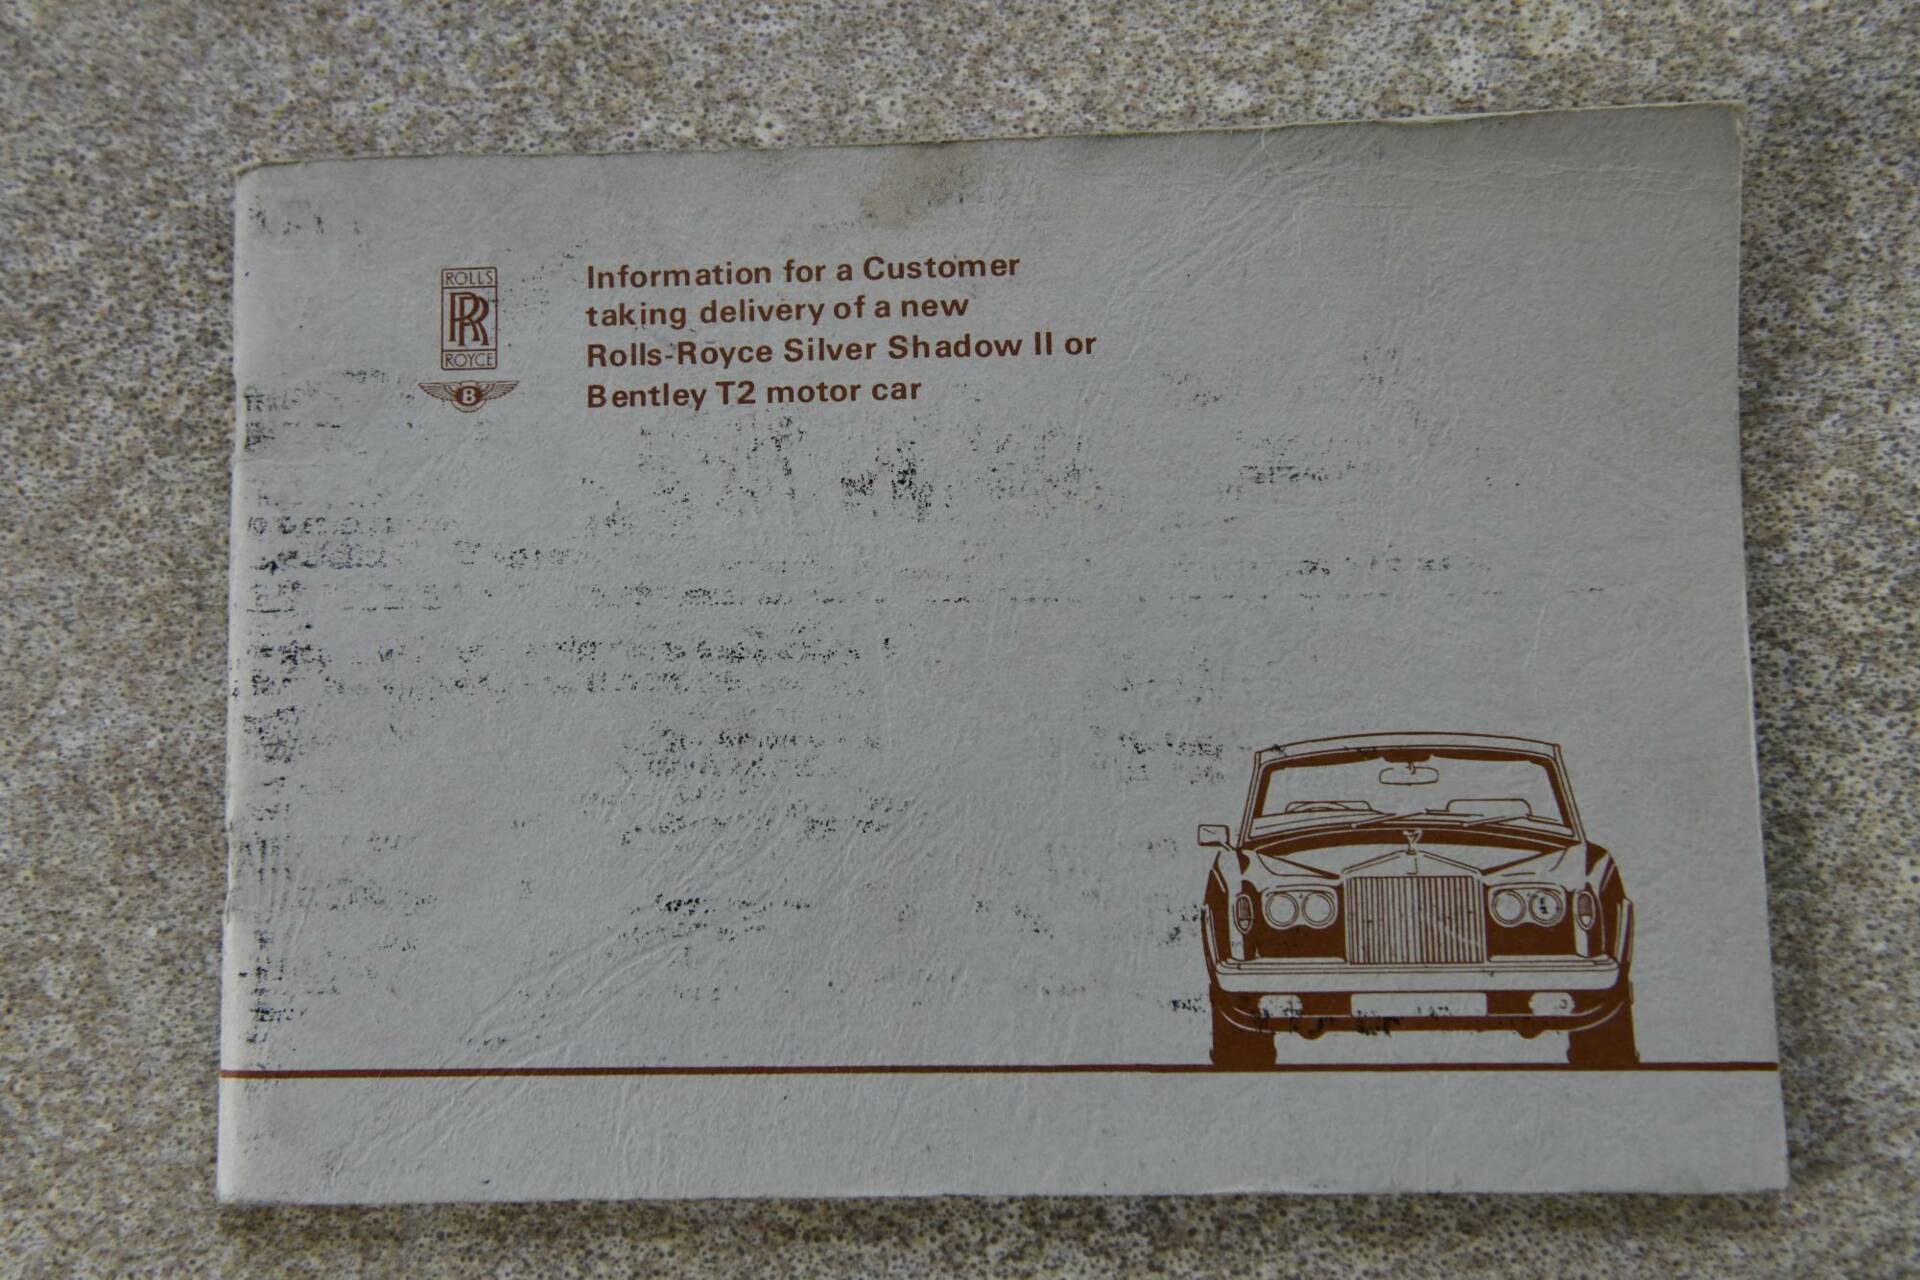 ROLLS
RR
ROYCE
B
Information for a Customer
taking delivery of a new
Rolls-Royce Silver Shadow II or
Bentley T2 motor car